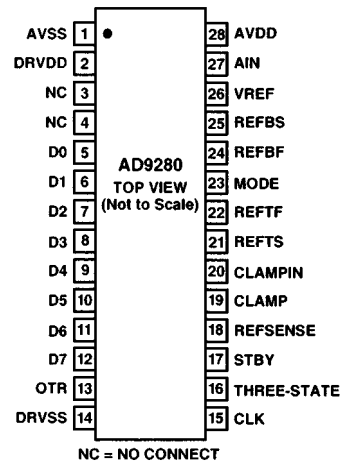 AVSS 1 28 AVDD
DRVDD 2 27 AIN
NC 3 26 VREF
NC 4 25 REFBS
D0 5 24 REFBF
D1 6 23 MODE
D2 7 22 REFTF
D3 8 21 REFTS
D4 9 20 CLAMPIN
D5 10 19 CLAMP
D6 11 18 REFSENSE
D7 12 17 STBY
OTR 13 16 THREE-STATE
DRVSS 14 15 CLK
AD9280
TOP VIEW
(Not to Scale)
NC = NO CONNECT